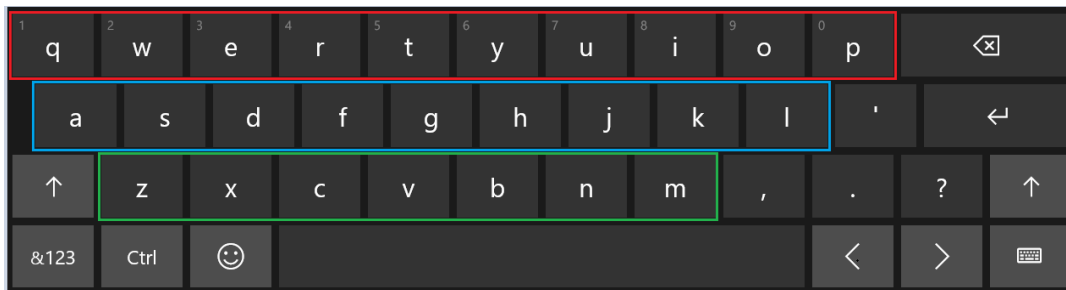 1 q 2 w 3 e 4 r 5 t 6 y 7 u 8 i 9 o 0 p
a s d f g h j k l '
z x c v b n m , . ?
&123 Ctrl